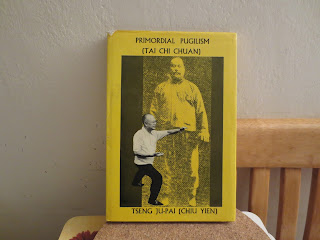 PRIMORDIAL PUGILISM
(TAI CHI CHUAN)
TSENG JU-PAI (CHIU YIEN)